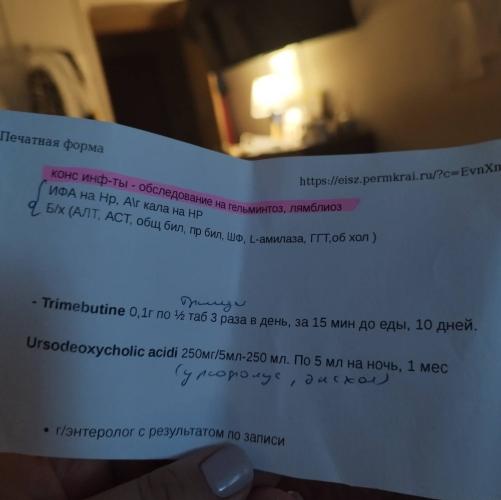 Печатная форма
https://eisz.permkrai.ru/?c=EvnXm
конс инф-ты - обследование на гельминтоз, лямблиоз
ИФА на Hp, А\г кала на HP
Б/х (АЛТ, АСТ, общ бил, пр бил, ШФ, L-амилаза, ГГТ,об хол )
- Trimebutine 0,1г по ½ таб 3 раза в день, за 15 мин до еды, 10 дней.
Ursodeoxycholic acidi 250мг/5мл-250 мл. По 5 мл на ночь, 1 мес
• г/энтеролог с результатом по записи